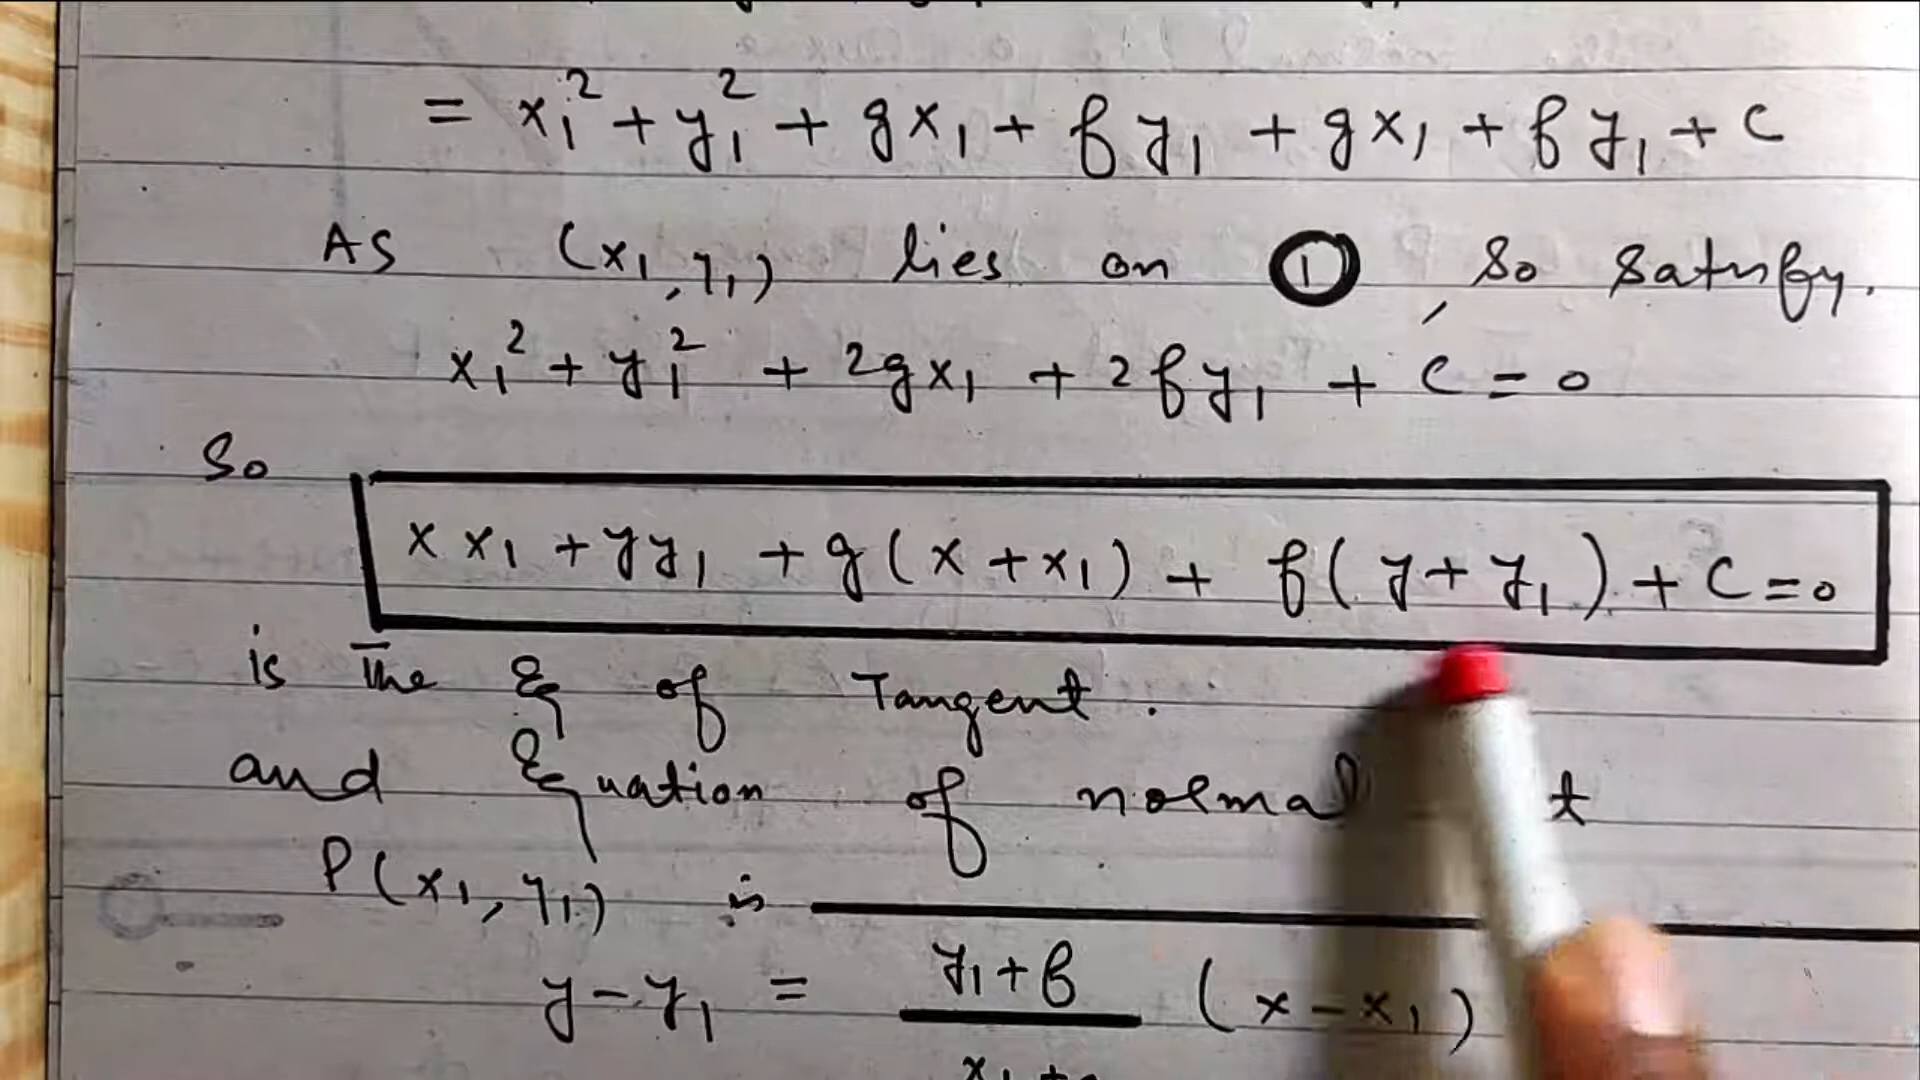 = x₁² + y₁² + gx₁ + fy₁ + gx₁ + fy₁ + c
As (x₁, y₁) lies on ①, so satisfy.
x₁² + y₁² + 2gx₁ + 2fy₁ + c = 0
So
xx₁ + yy₁ + g(x + x₁) + f(y + y₁) + c = 0
is the Eq of Tangent.
and Equation of normal
P(x₁, y₁) is
y - y₁ = y₁ + f (x - x₁)
x₁ +